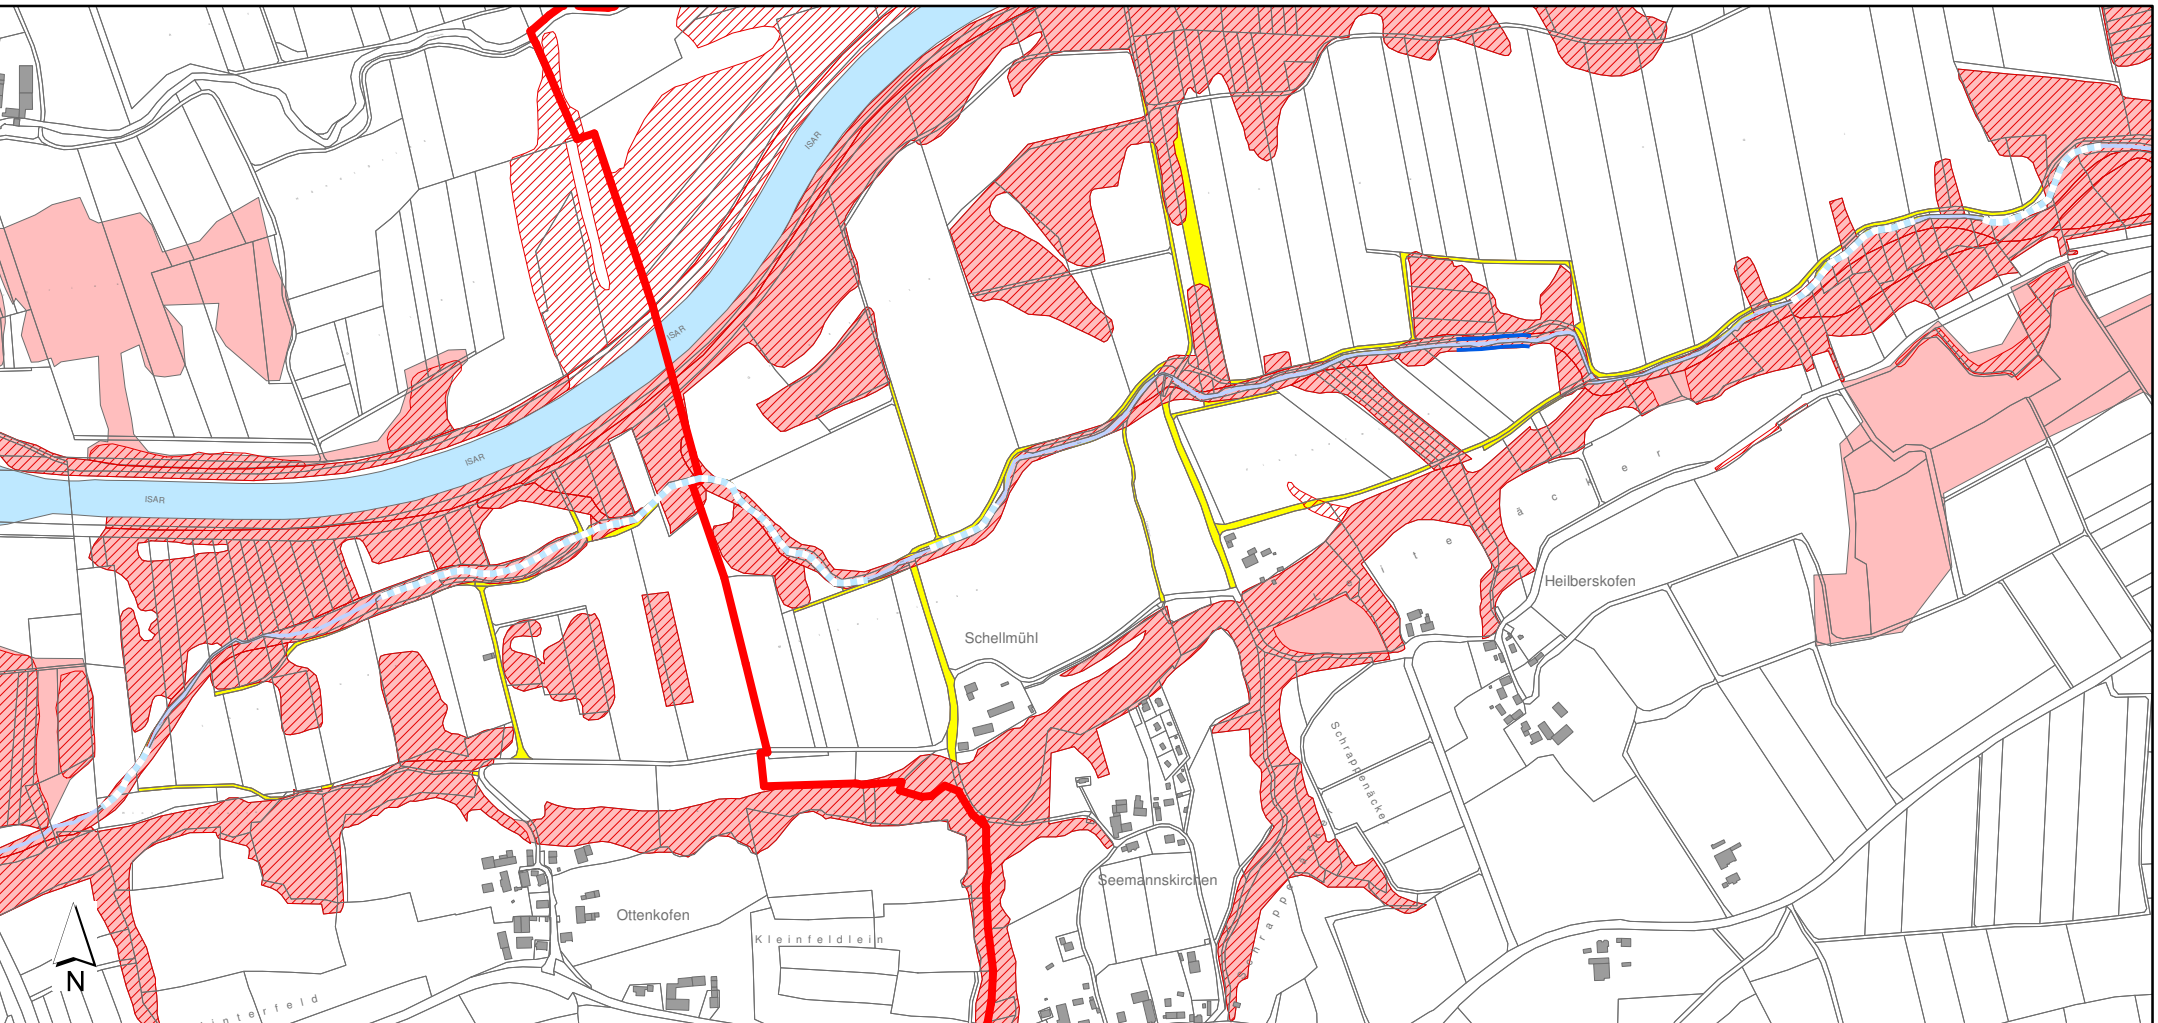 ISAR
ISAR
ISAR
ISAR
Heilberskofen
Schellmühl
Schrappenäcker
Seemannskirchen
Ottenkofen
Kleinfeldlein
N